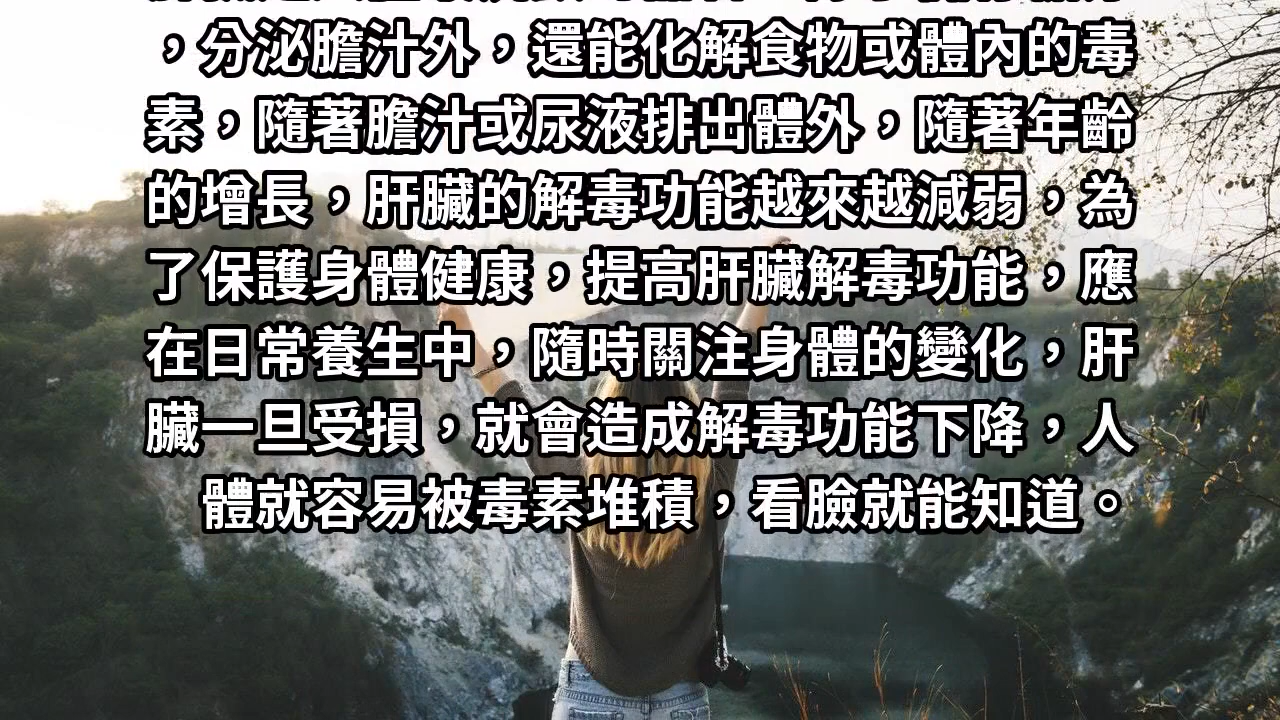 ，分泌膽汁外，還能化解食物或體內的毒
素，隨著膽汁或尿液排出體外，隨著年齡
的增長，肝臟的解毒功能越來越減弱，為
了保護身體健康，提高肝臟解毒功能，應
在日常養生中，隨時關注身體的變化，肝
臟一旦受損，就會造成解毒功能下降，人
體就容易被毒素堆積，看臉就能知道。